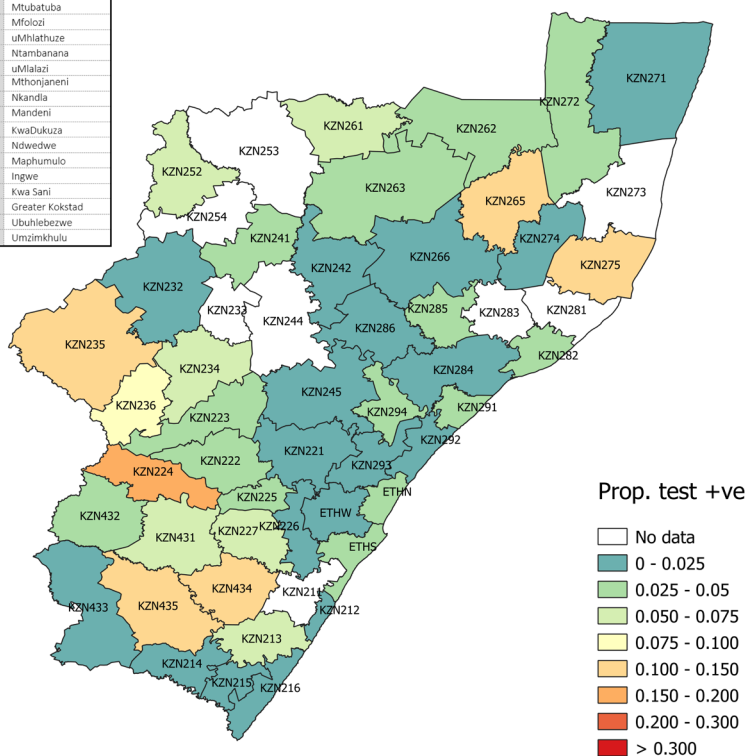 Mtubatuba
Mfolozi
uMhlathuze
Ntambanana
uMlalazi
Mthonjaneni
Nkandla
Mandeni
KwaDukuza
Ndwedwe
Maphumulo
Ingwe
Kwa Sani
Greater Kokstad
Ubuhlebezwe
Umzimkhulu
KZN271
KZN272
KZN261
KZN262
KZN253
KZN252
KZN263
KZN265
KZN273
KZN254
KZN241
KZN274
KZN266
KZN242
KZN275
KZN232
KZN233
KZN244
KZN285
KZN283
KZN281
KZN286
KZN235
KZN282
KZN234
KZN284
KZN245
KZN236
KZN223
KZN294
KZN291
KZN292
KZN221
KZN222
KZN293
KZN224
ETHN
KZN225
ETHW
KZN432
KZN227
KZN226
KZN431
ETHS
KZN434
KZN211
KZN433
KZN435
KZN212
KZN213
KZN214
KZN215
KZN216
Prop. test +ve
No data
0 - 0.025
0.025 - 0.05
0.050 - 0.075
0.075 - 0.100
0.100 - 0.150
0.150 - 0.200
0.200 - 0.300
> 0.300